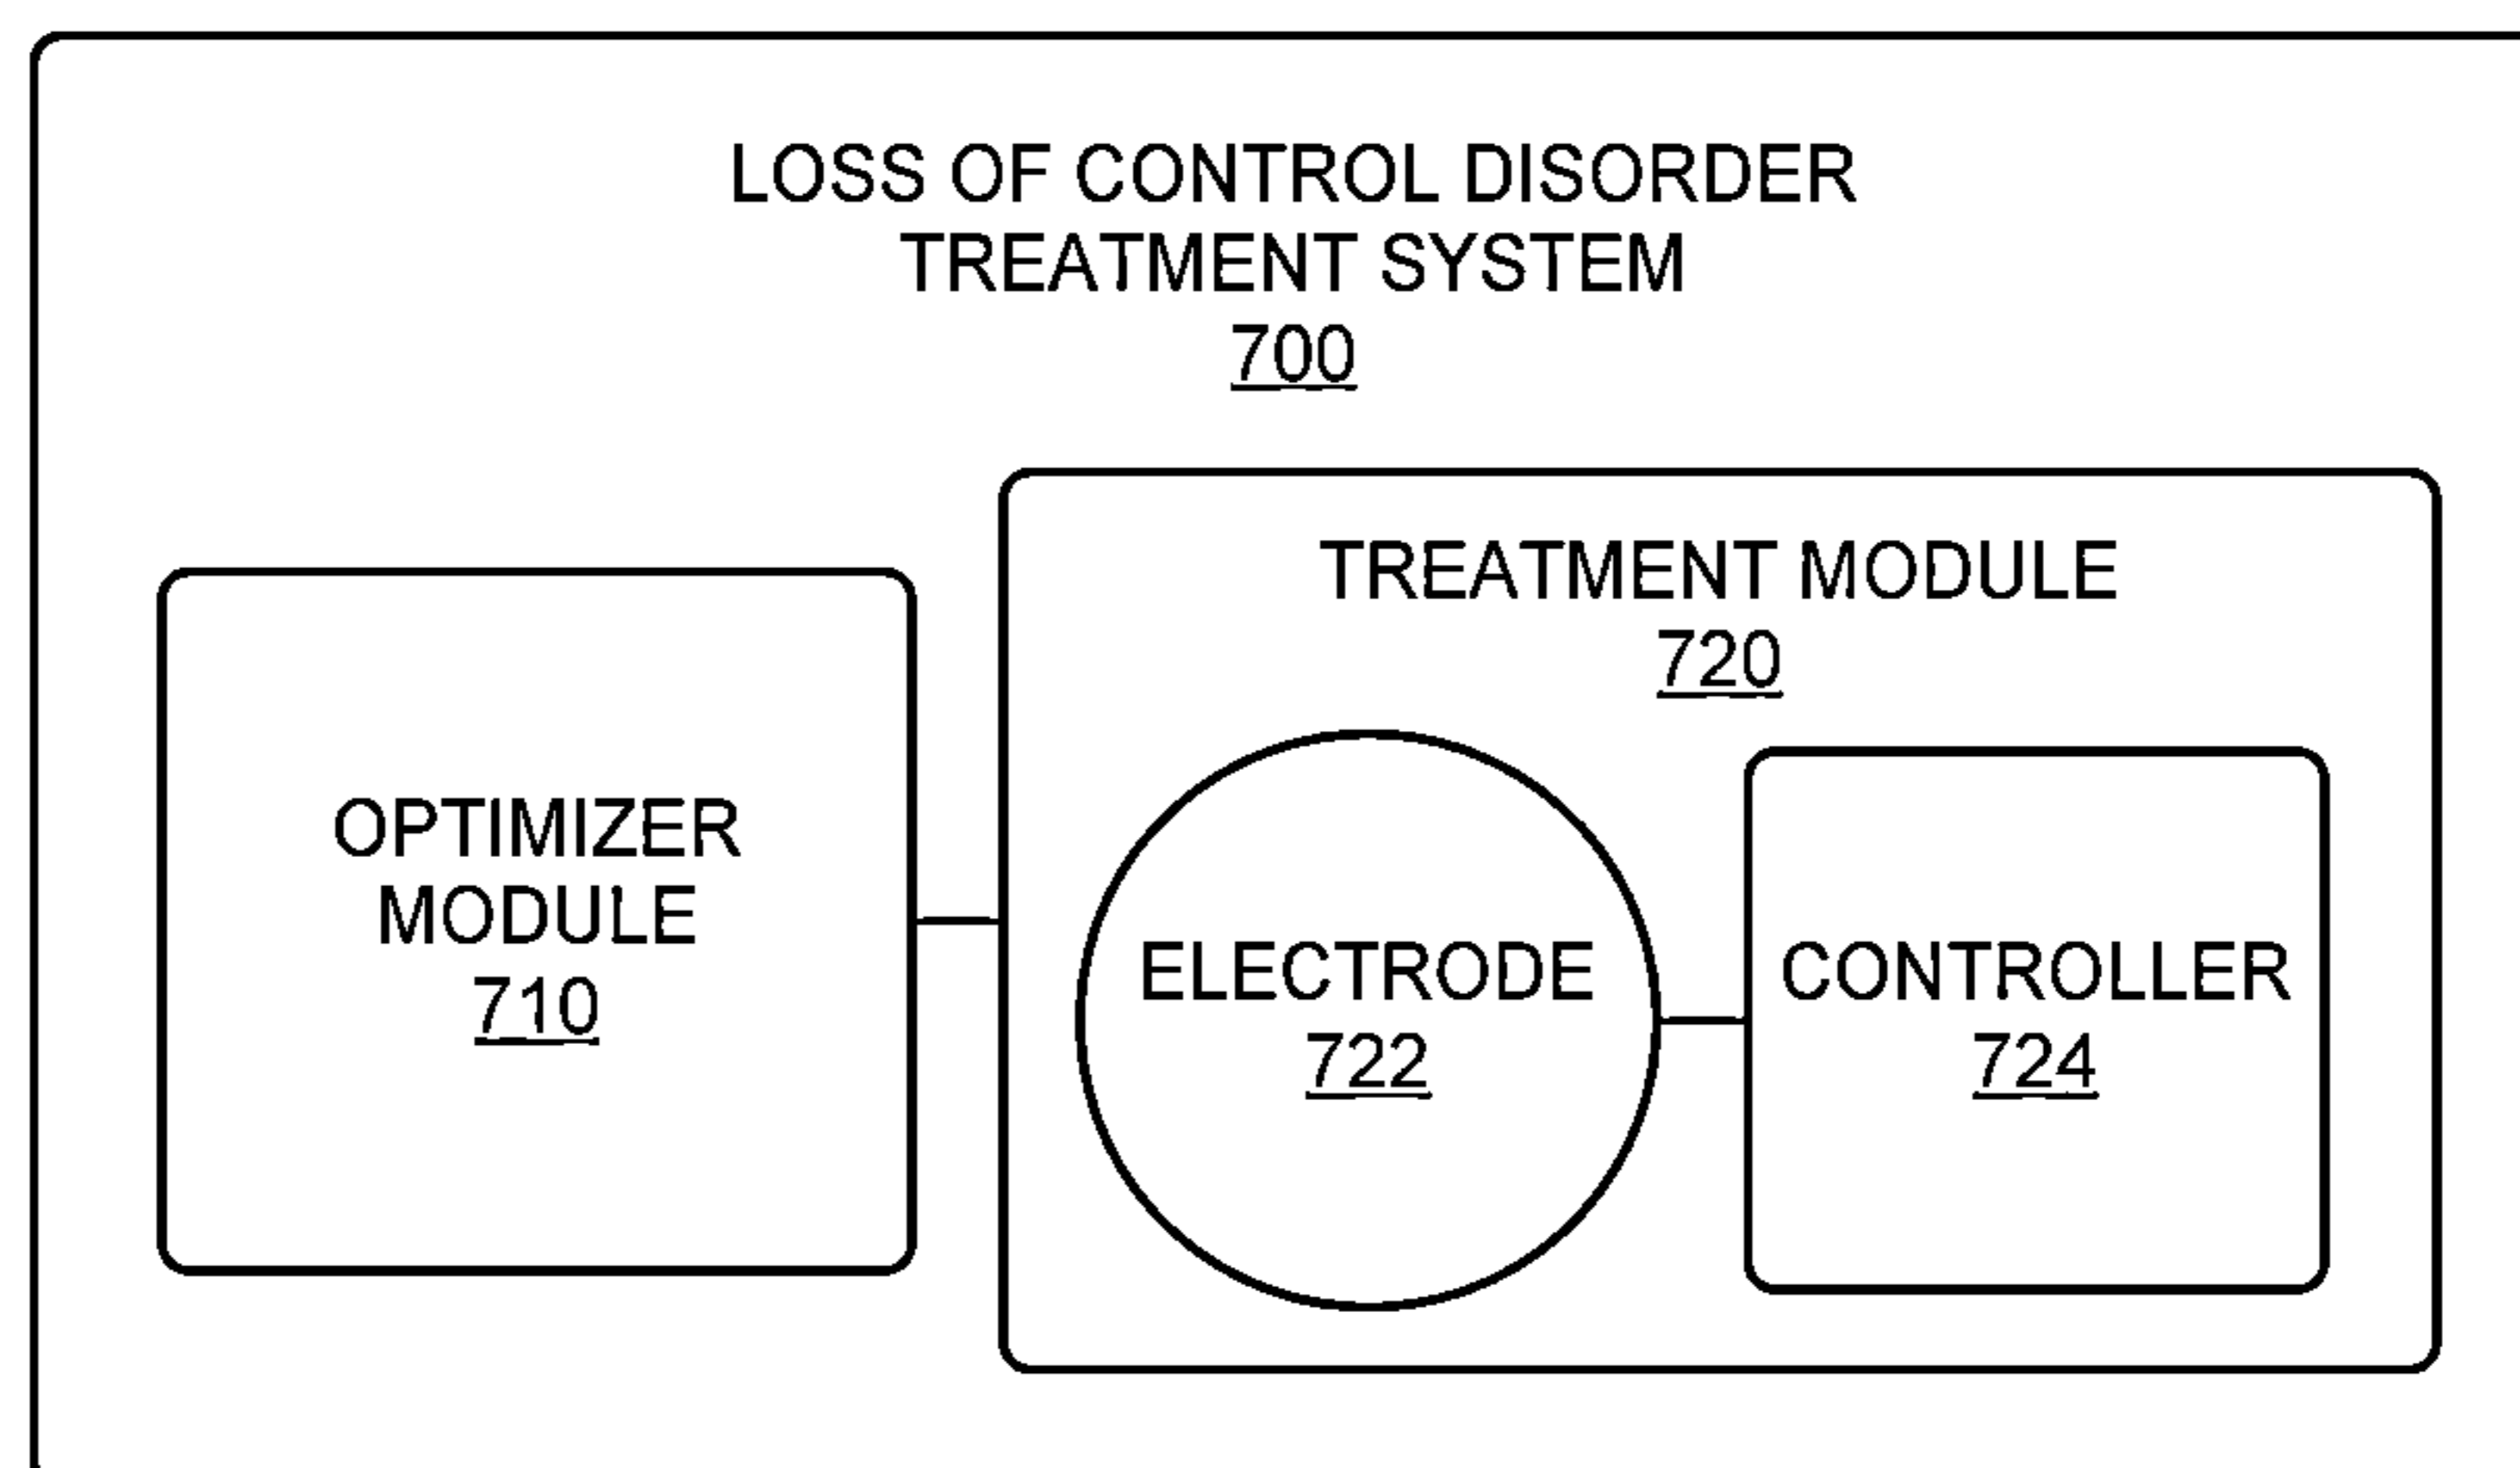 LOSS OF CONTROL DISORDER
TREATMENT SYSTEM
700
TREATMENT MODULE
720
OPTIMIZER
MODULE
710
ELECTRODE
722
CONTROLLER
724